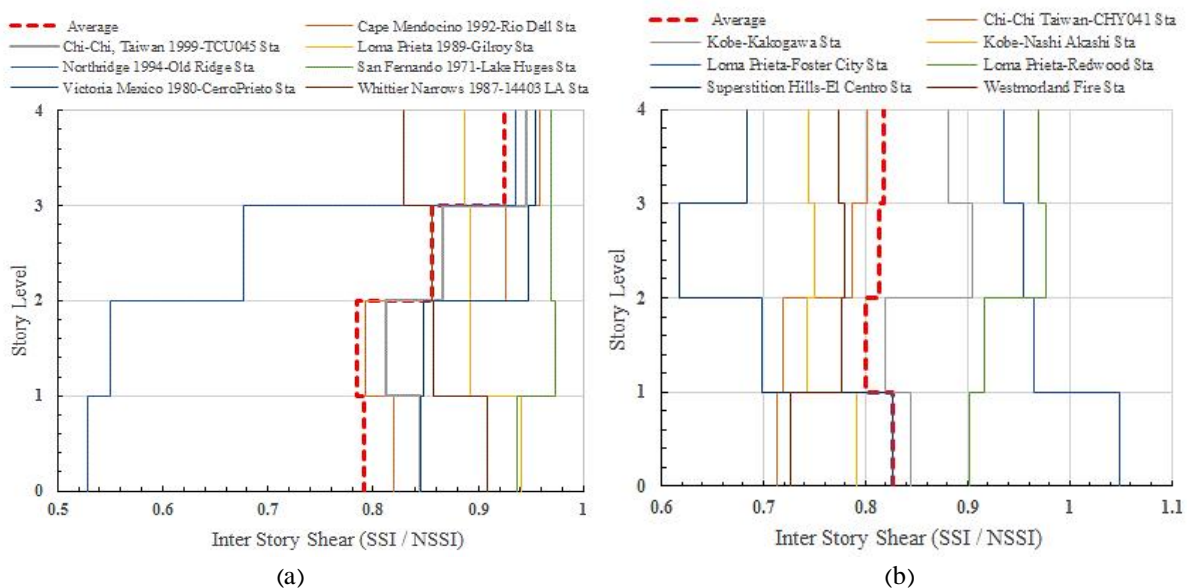 Average
Cape Mendocino 1992-Rio Dell Sta
Chi-Chi, Taiwan 1999-TCU045 Sta
Loma Prieta 1989-Gilroy Sta
Northridge 1994-Old Ridge Sta
San Fernando 1971-Lake Huges Sta
Victoria Mexico 1980-CerroPrieto Sta
Whittier Narrows 1987-14403 LA Sta
4
3
2
1
0
Story Level
0.5 0.6 0.7 0.8 0.9 1
Inter Story Shear (SSI / NSSI)
(a)
Average
Chi-Chi Taiwan-CHY041 Sta
Kobe-Kakogawa Sta
Kobe-Nashi Akashi Sta
Loma Prieta-Foster City Sta
Loma Prieta-Redwood Sta
Superstition Hills-El Centro Sta
Westmorland Fire Sta
4
3
2
1
0
Story Level
0.6 0.7 0.8 0.9 1 1.1
Inter Story Shear (SSI / NSSI)
(b)